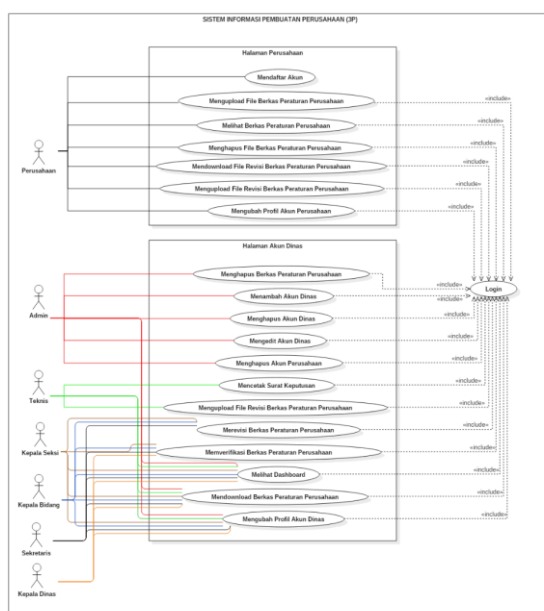 SISTEM INFORMASI PEMBUATAN PERUSAHAAN (3P)
Halaman Perusahaan
Mendaftar Akun
Mengupload File Berkas Peraturan Perusahaan
«include»
Melihat Berkas Peraturan Perusahaan
«include»
Perusahaan
Menghapus File Berkas Peraturan Perusahaan
«include»
Mendownload File Revisi Berkas Peraturan Perusahaan
«include»
Mengupload File Revisi Berkas Peraturan Perusahaan
«include»
Mengubah Profil Akun Perusahaan
«include»
Halaman Akun Dinas
Menghapus Berkas Peraturan Perusahaan
«include»
Login
Admin
Menambah Akun Dinas
«include»
Menghapus Akun Dinas
«include»
Mengedit Akun Dinas
«include»
Menghapus Akun Perusahaan
«include»
Teknis
Mencetak Surat Keputusan
«include»
Mengupload File Revisi Berkas Peraturan Perusahaan
«include»
Merevisi Berkas Peraturan Perusahaan
«include»
Kepala Seksi
Memverifikasi Berkas Peraturan Perusahaan
«include»
Melihat Dashboard
«include»
Kepala Bidang
Mendownload Berkas Peraturan Perusahaan
«include»
Mengubah Profil Akun Dinas
«include»
Sekretaris
Kepala Dinas